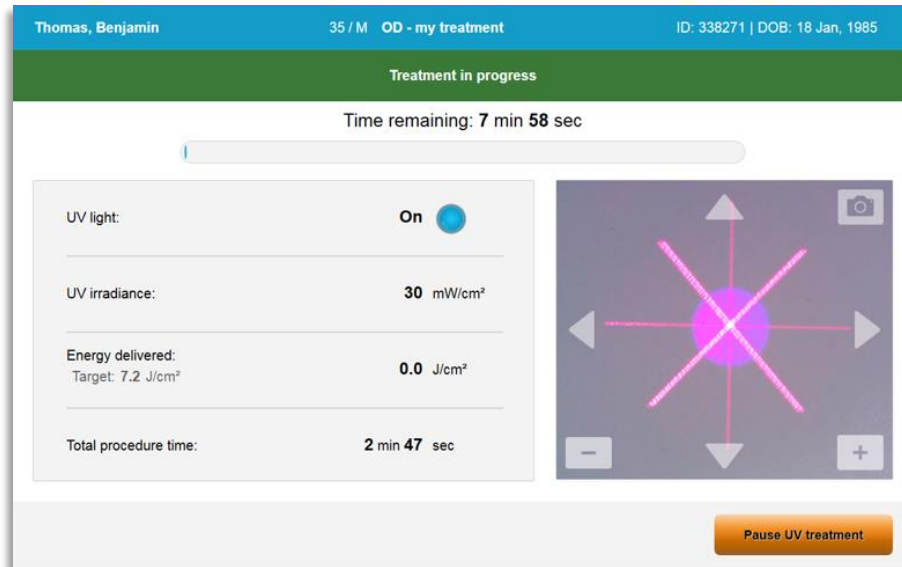 Thomas, Benjamin 35 / M OD - my treatment ID: 338271 | DOB: 18 Jan, 1985
Treatment in progress
Time remaining: 7 min 58 sec
UV light: On
UV irradiance: 30 mW/cm²
Energy delivered:
Target: 7.2 J/cm² 0.0 J/cm²
Total procedure time: 2 min 47 sec
Pause UV treatment